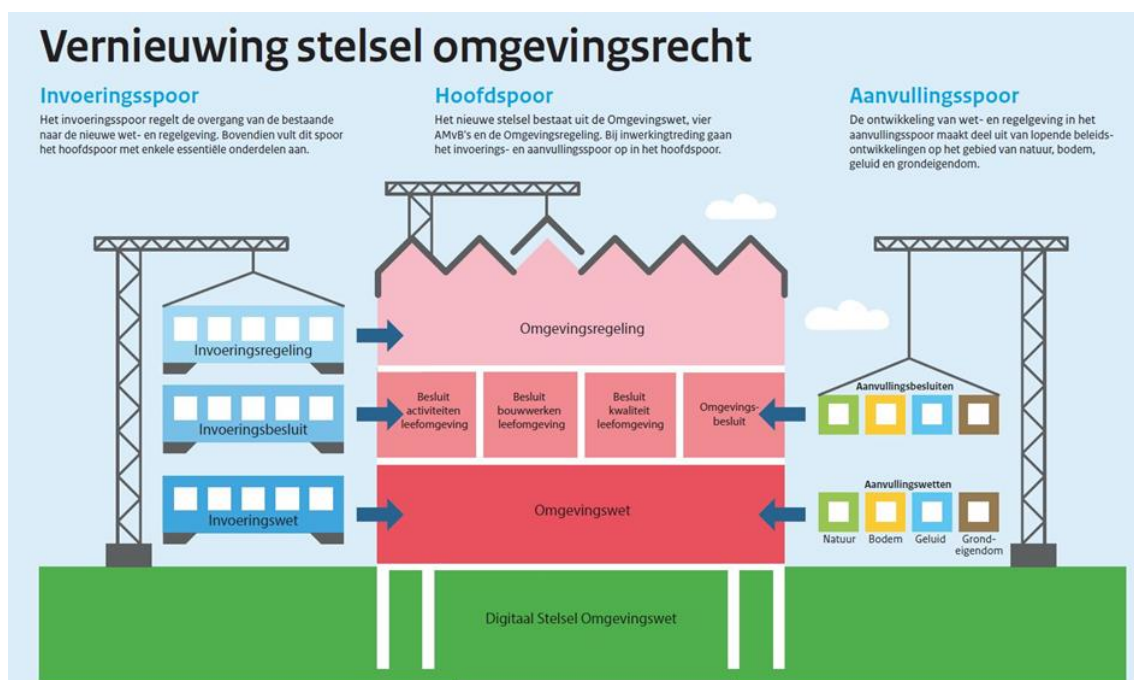 Vernieuwing stelsel omgevingsrecht
Invoeringsspoor
Het invoeringsspoor regelt de overgang van de bestaande
naar de nieuwe wet- en regelgeving. Bovendien vult dit spoor
het hoofdspoor met enkele essentiële onderdelen aan.
Hoofdspoor
Het nieuwe stelsel bestaat uit de Omgevingswet, vier
AMvB's en de Omgevingsregeling. Bij inwerkingtreding gaan
het invoerings- en aanvullingsspoor op in het hoofdspoor.
Aanvullingsspoor
De ontwikkeling van wet- en regelgeving in het
aanvullingsspoor maakt deel uit van lopende beleids-
ontwikkelingen op het gebied van natuur, bodem,
geluid en grondeigendom.
Invoeringsregeling
Invoeringsbesluit
Invoeringswet
Omgevingsregeling
Besluit
activiteiten
leefomgeving
Besluit
bouwwerken
leefomgeving
Besluit
kwaliteit
leefomgeving
Omgevings-
besluit
Omgevingswet
Aanvullingsbesluiten
Aanvullingswetten
Natuur
Bodem
Geluid
Grond-
eigendom
Digitaal Stelsel Omgevingswet